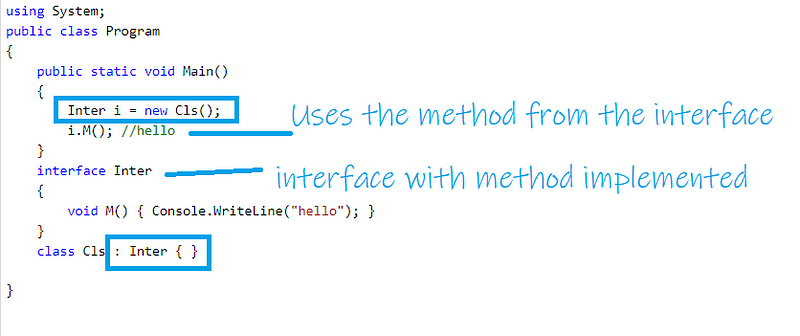 using System;
public class Program
{
public static void Main()
{
Inter i = new Cls();
i.M(); //hello
Uses the method from the interface
}
interface Inter
interface with method implemented
{
void M() { Console.WriteLine("hello"); }
}
class Cls : Inter { }
}